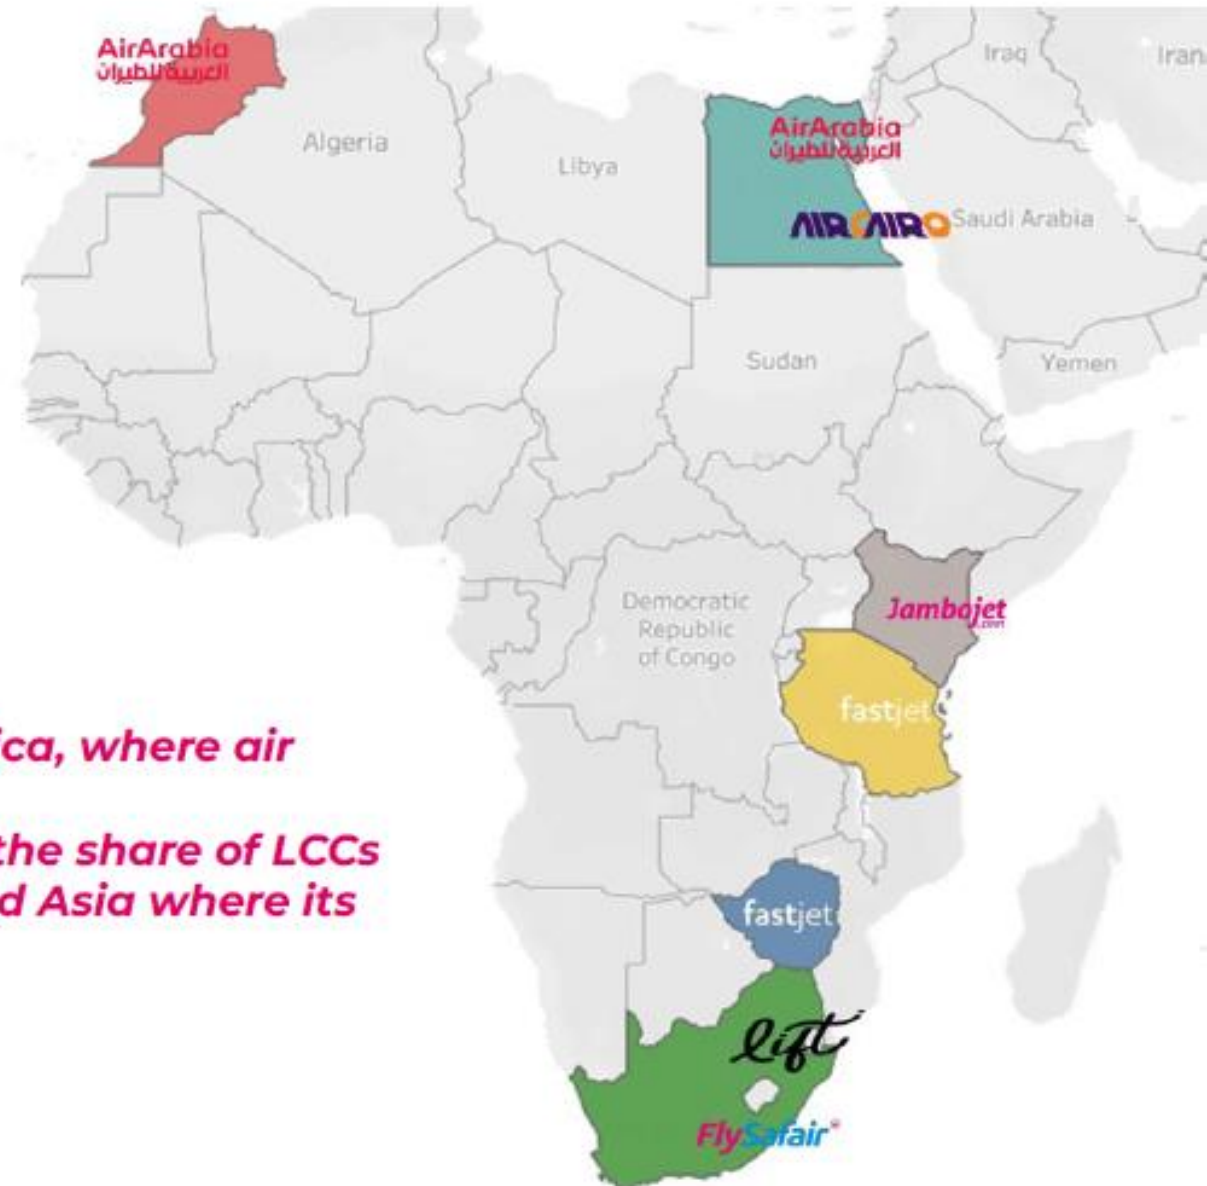 AirArabia
العربية للطيران
Iraq
Iran
Algeria
Libya
AirArabia
العربية للطيران
AIR CAIRO
Saudi Arabia
Sudan
Yemen
Democratic
Republic
of Congo
Jambojet
.com
fastjet
ica, where air
the share of LCCs
d Asia where its
fastjet
lift
FlySafair